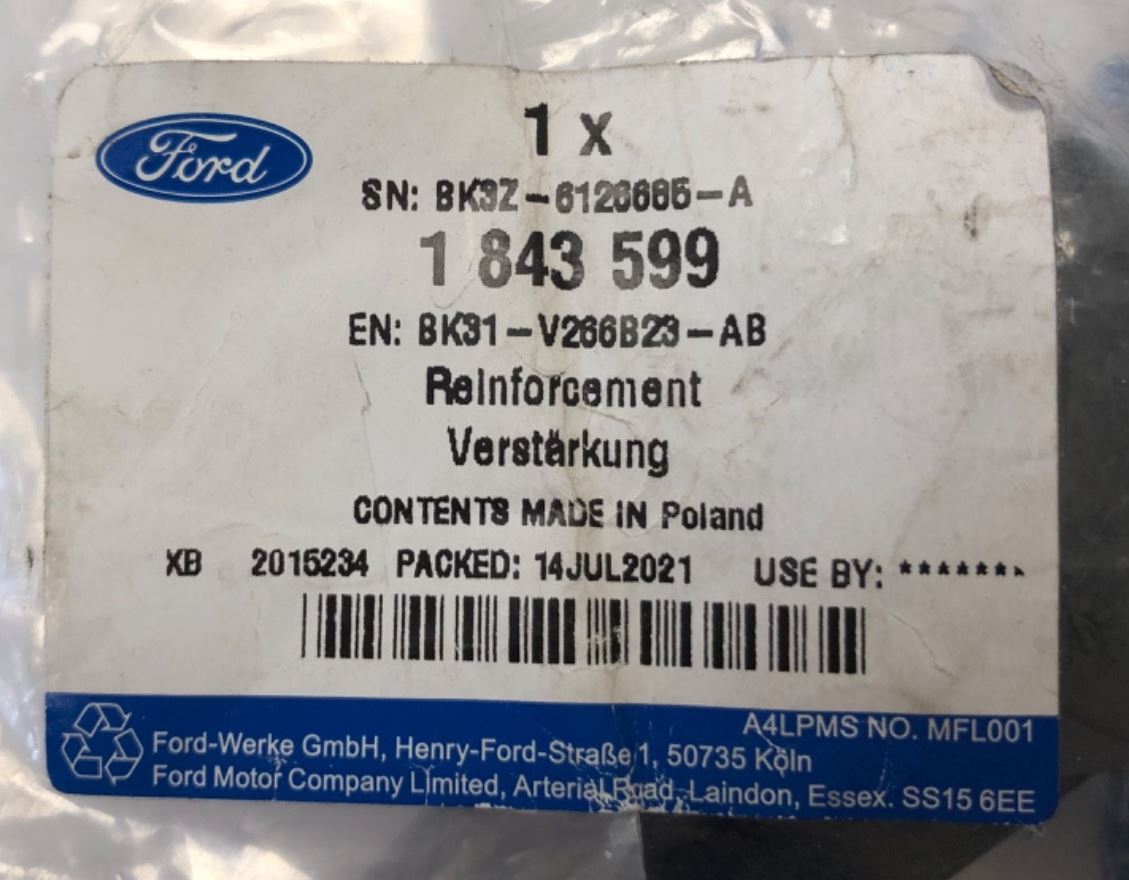 Ford
1 x
SN: BK3Z-6126685-A
1 843 599
EN: BK31-V266B23-AB
Reinforcement
Verstärkung
CONTENTS MADE IN Poland
XB 2015234 PACKED: 14JUL2021 USE BY: *******
A4LPMS NO. MFL001
Ford-Werke GmbH, Henry-Ford-Straße 1, 50735 Köln
Ford Motor Company Limited, Arterial Road Laindon, Essex. SS15 6EE